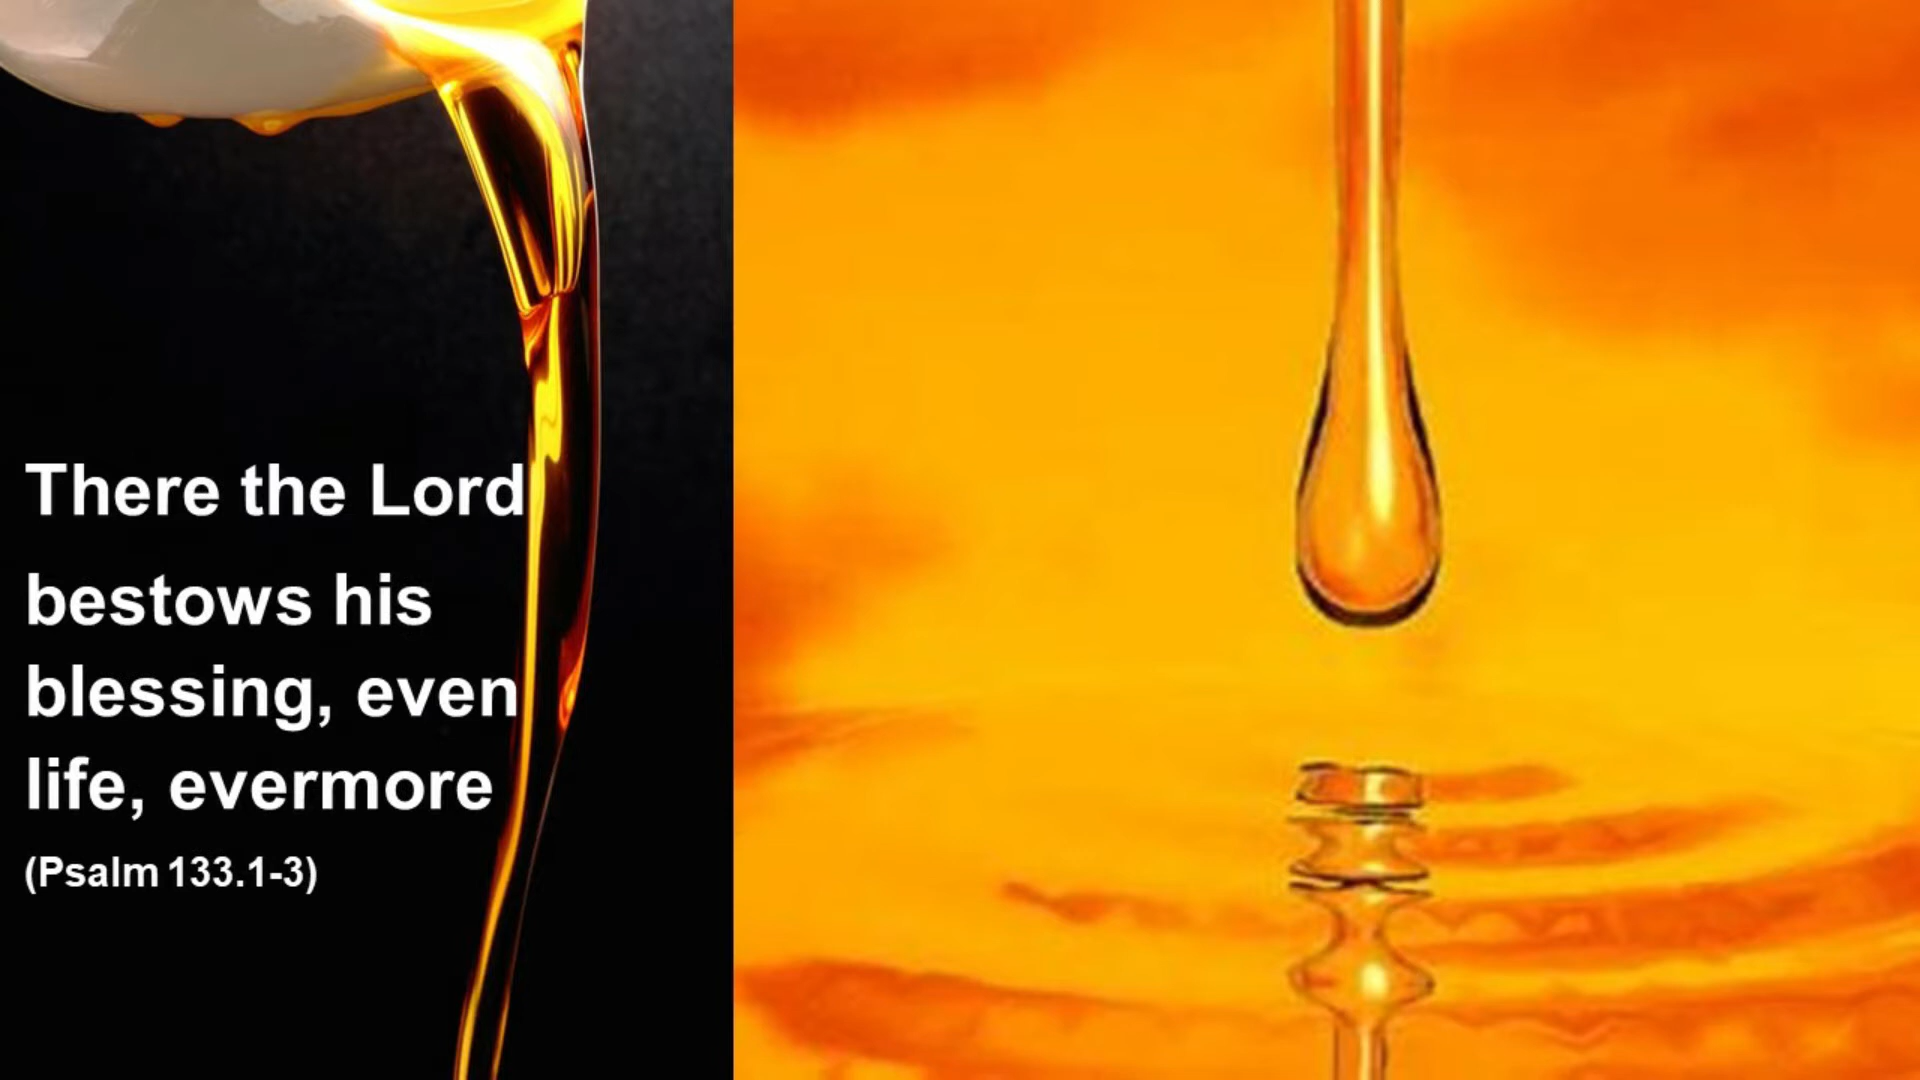 There the Lord
bestows his
blessing, even
life, evermore
(Psalm 133.1-3)